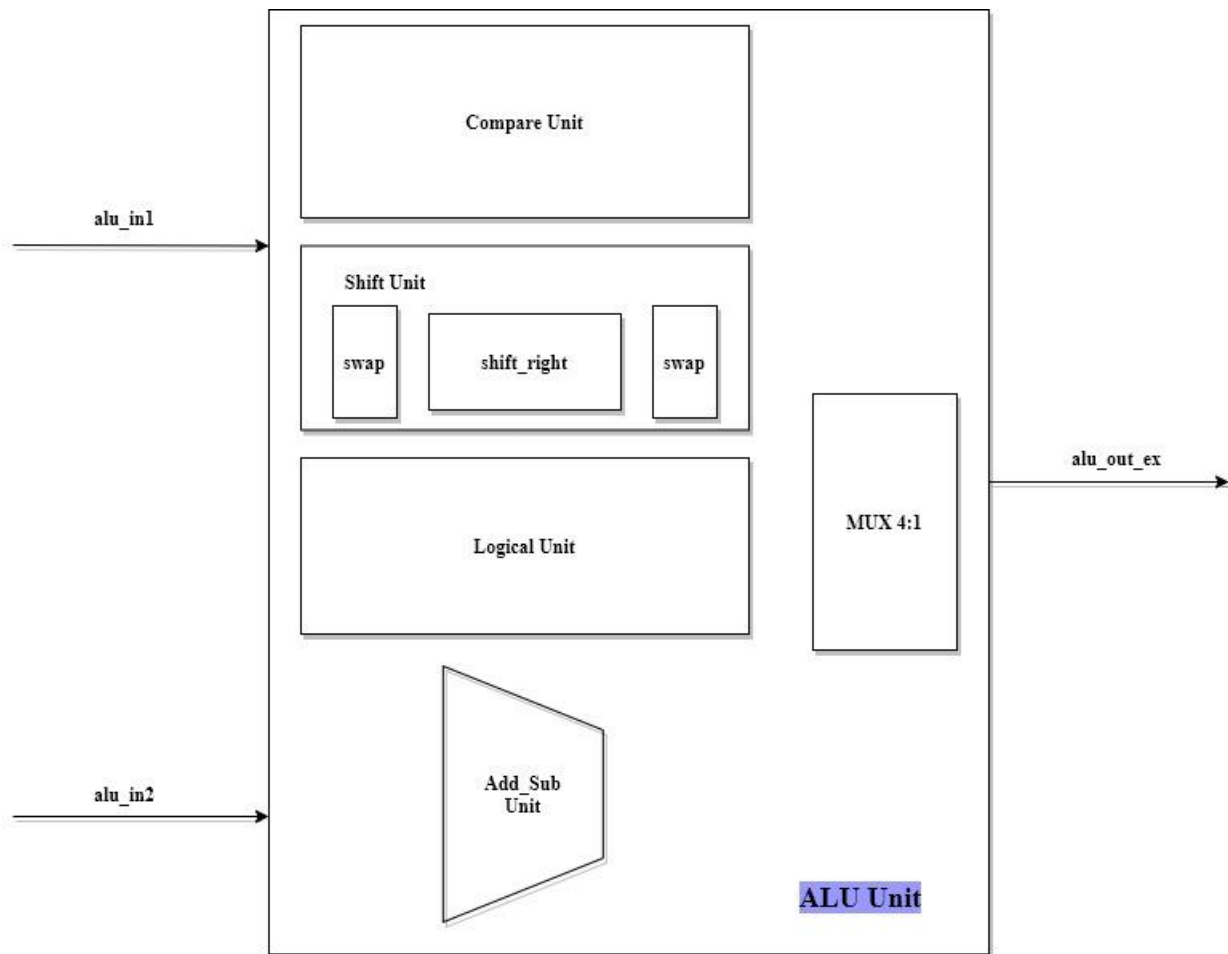 Compare Unit
alu_in1
Shift Unit
swap
shift_right
swap
alu_out_ex
MUX 4:1
Logical Unit
alu_in2
Add_Sub
Unit
ALU Unit